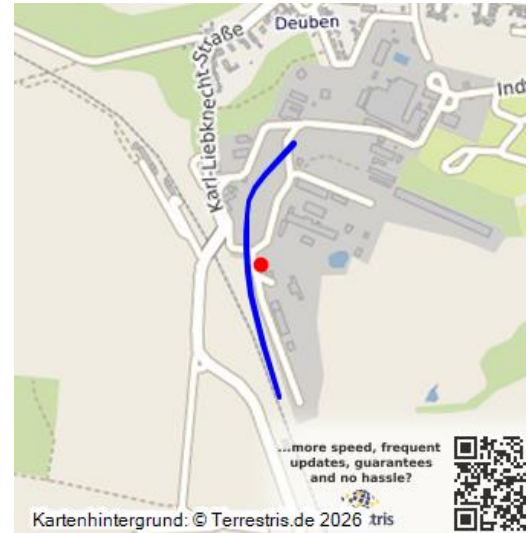 Deuben
Karl-Liebknecht-Straße
Ind
...more speed, frequent
updates, guarantees
and no hassle?
Kartenhintergrund: © Terrestris.de 2026
tris